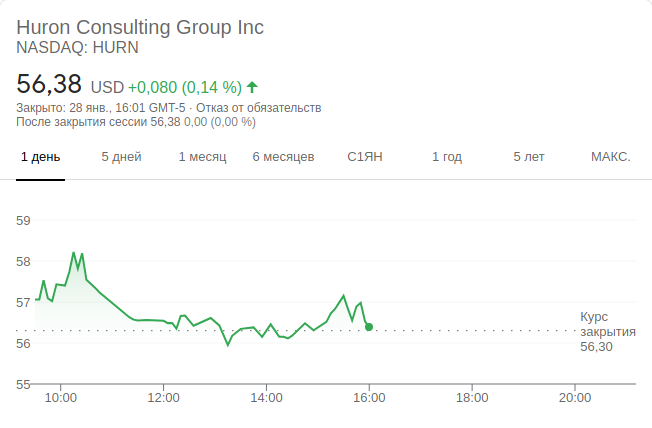 Huron Consulting Group Inc
NASDAQ: HURN
56,38 USD +0,080 (0,14 %)
Закрыто: 28 янв., 16:01 GMT-5 · Отказ от обязательств
После закрытия сессии 56,38 0,00 (0,00 %)
1 день 5 дней 1 месяц 6 месяцев С1ЯН 1 год 5 лет МАКС.
59
58
57
56
55
Курс
закрытия
56,30
10:00 12:00 14:00 16:00 18:00 20:00